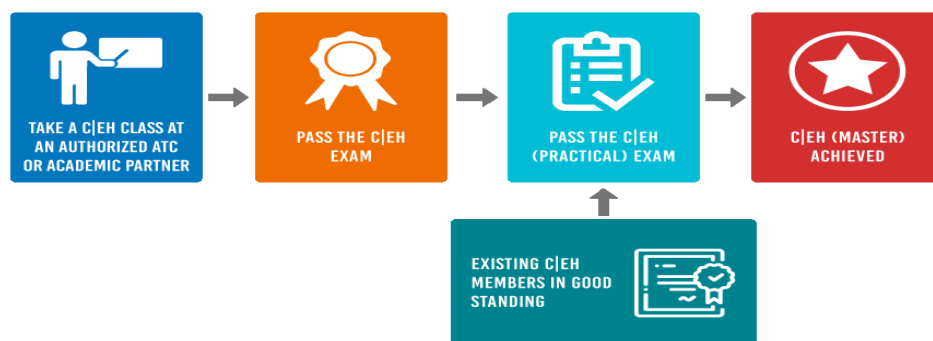 TAKE A C|EH CLASS AT
AN AUTHORIZED ATC
OR ACADEMIC PARTNER
PASS THE C|EH
EXAM
PASS THE C|EH
(PRACTICAL) EXAM
C|EH (MASTER)
ACHIEVED
EXISTING C|EH
MEMBERS IN GOOD
STANDING